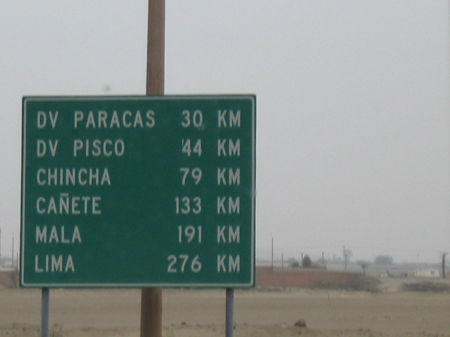 DV PARACAS 30 KM
DV PISCO 44 KM
CHINCHA 79 KM
CAÑETE 133 KM
MALA 191 KM
LIMA 276 KM